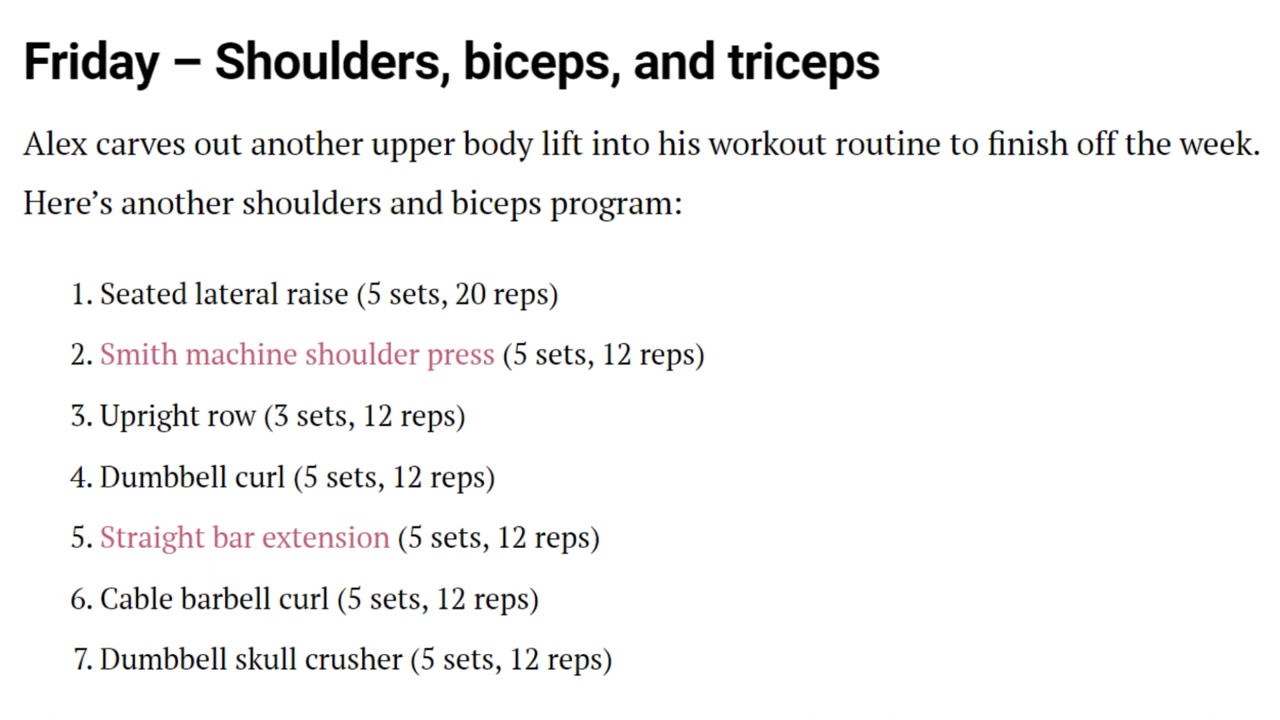 Friday – Shoulders, biceps, and triceps
Alex carves out another upper body lift into his workout routine to finish off the week.
Here’s another shoulders and biceps program:
1. Seated lateral raise (5 sets, 20 reps)
2. Smith machine shoulder press (5 sets, 12 reps)
3. Upright row (3 sets, 12 reps)
4. Dumbbell curl (5 sets, 12 reps)
5. Straight bar extension (5 sets, 12 reps)
6. Cable barbell curl (5 sets, 12 reps)
7. Dumbbell skull crusher (5 sets, 12 reps)